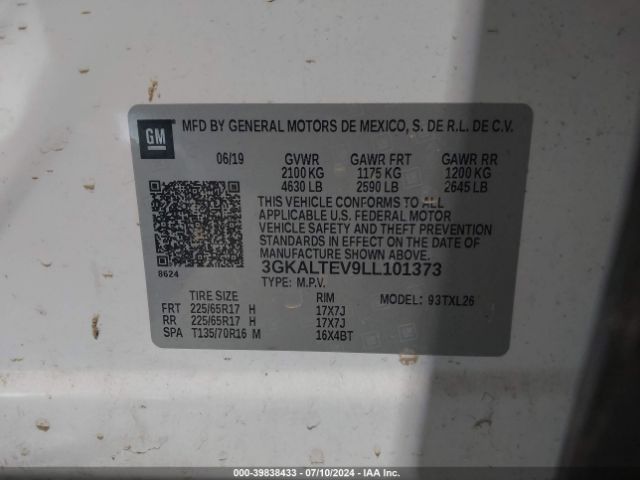 GM
MFD BY GENERAL MOTORS DE MEXICO, S. DE R.L. DE C.V.
06/19 GVWR GAWR FRT GAWR RR
2100 KG 1175 KG 1200 KG
4630 LB 2590 LB 2645 LB
THIS VEHICLE CONFORMS TO ALL
APPLICABLE U.S. FEDERAL MOTOR
VEHICLE SAFETY AND THEFT PREVENTION
STANDARDS IN EFFECT ON THE DATE OF
MANUFACTURE SHOWN ABOVE.
8624
3GKALTEV9LL101373
TYPE: M.P.V.
TIRE SIZE RIM MODEL: 93TXL26
FRT 225/65R17 H 17X7J
RR 225/65R17 H 17X7J
SPA T135/70R16 M 16X4BT
000-39838433 - 07/10/2024 - IAA Inc.